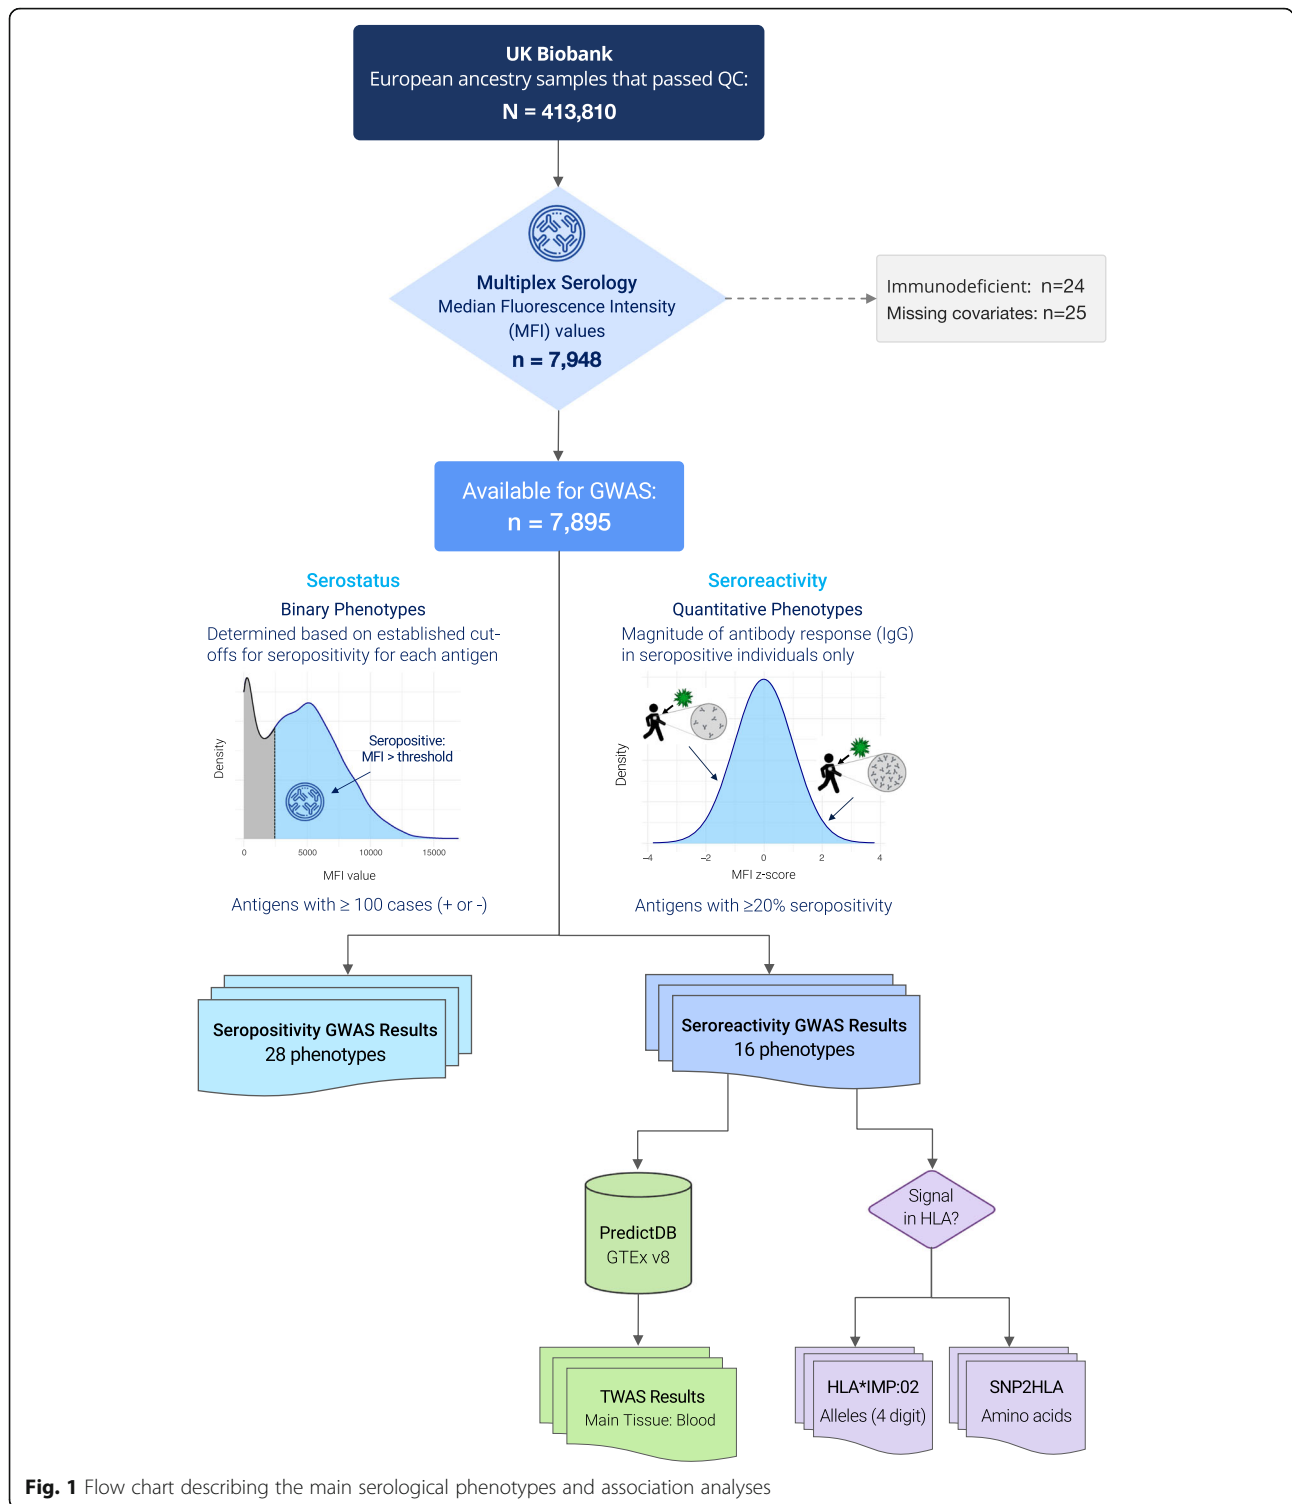 UK Biobank
European ancestry samples that passed QC:
N = 413,810
Multiplex Serology
Median Fluorescence Intensity
(MFI) values
n = 7,948
Immunodeficient: n=24
Missing covariates: n=25
Available for GWAS:
n = 7,895
Serostatus
Binary Phenotypes
Determined based on established cut-
offs for seropositivity for each antigen
Density
Seropositive:
MFI > threshold
0 5000 10000 15000
MFI value
Antigens with ≥ 100 cases (+ or -)
Seroreactivity
Quantitative Phenotypes
Magnitude of antibody response (IgG)
in seropositive individuals only
Density
−4 −2 0 2 4
MFI z-score
Antigens with ≥20% seropositivity
Seropositivity GWAS Results
28 phenotypes
Seroreactivity GWAS Results
16 phenotypes
PredictDB
GTEx v8
Signal
in HLA?
TWAS Results
Main Tissue: Blood
HLA*IMP:02
Alleles (4 digit)
SNP2HLA
Amino acids
Fig. 1 Flow chart describing the main serological phenotypes and association analyses